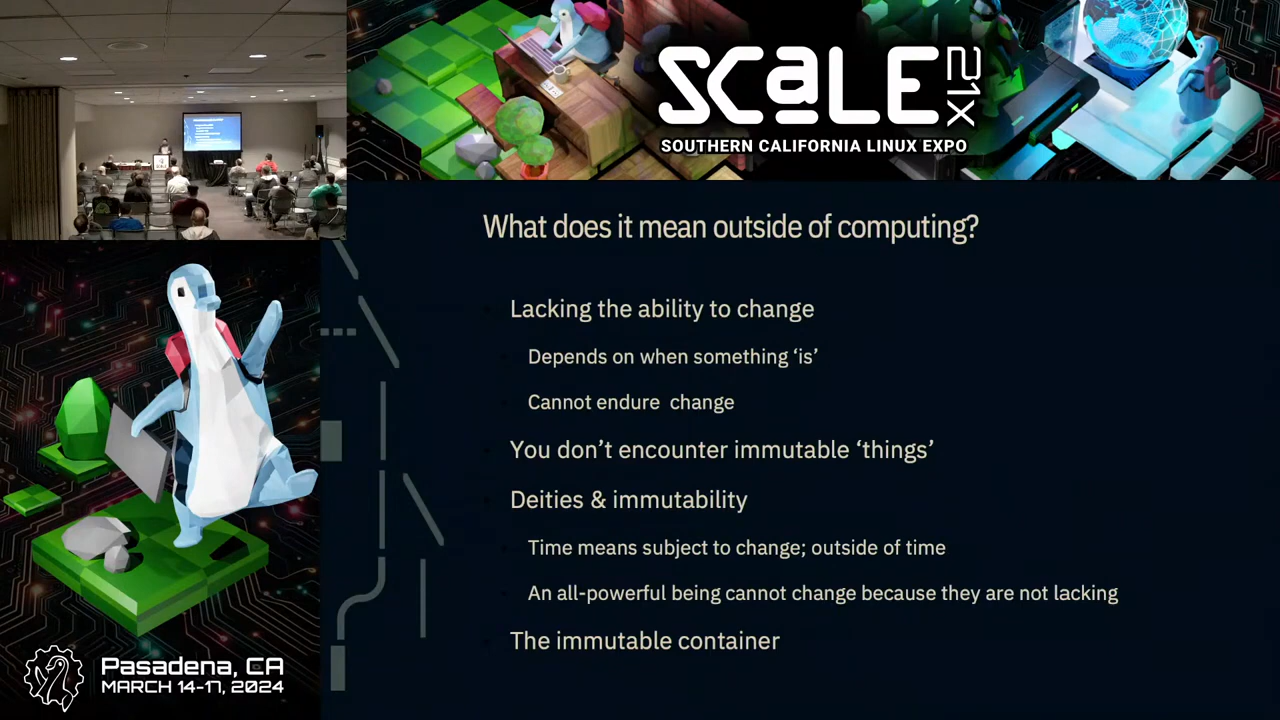 SCALE 21X
SOUTHERN CALIFORNIA LINUX EXPO
What does it mean outside of computing?
Lacking the ability to change
Depends on when something ‘is’
Cannot endure change
You don’t encounter immutable ‘things’
Deities & immutability
Time means subject to change; outside of time
An all-powerful being cannot change because they are not lacking
The immutable container
Pasadena, CA
MARCH 14-17, 2024